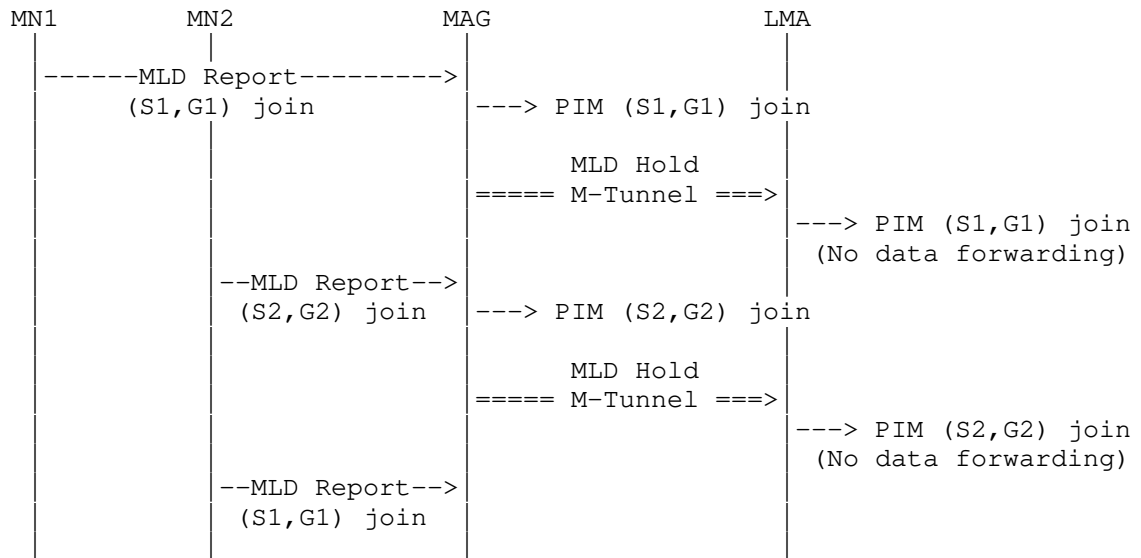 MN1 MN2 MAG LMA
------MLD Report--------->
(S1,G1) join ---> PIM (S1,G1) join
MLD Hold
===== M-Tunnel ===>
---> PIM (S1,G1) join
(No data forwarding)
--MLD Report-->
(S2,G2) join ---> PIM (S2,G2) join
MLD Hold
===== M-Tunnel ===>
---> PIM (S2,G2) join
(No data forwarding)
--MLD Report-->
(S1,G1) join